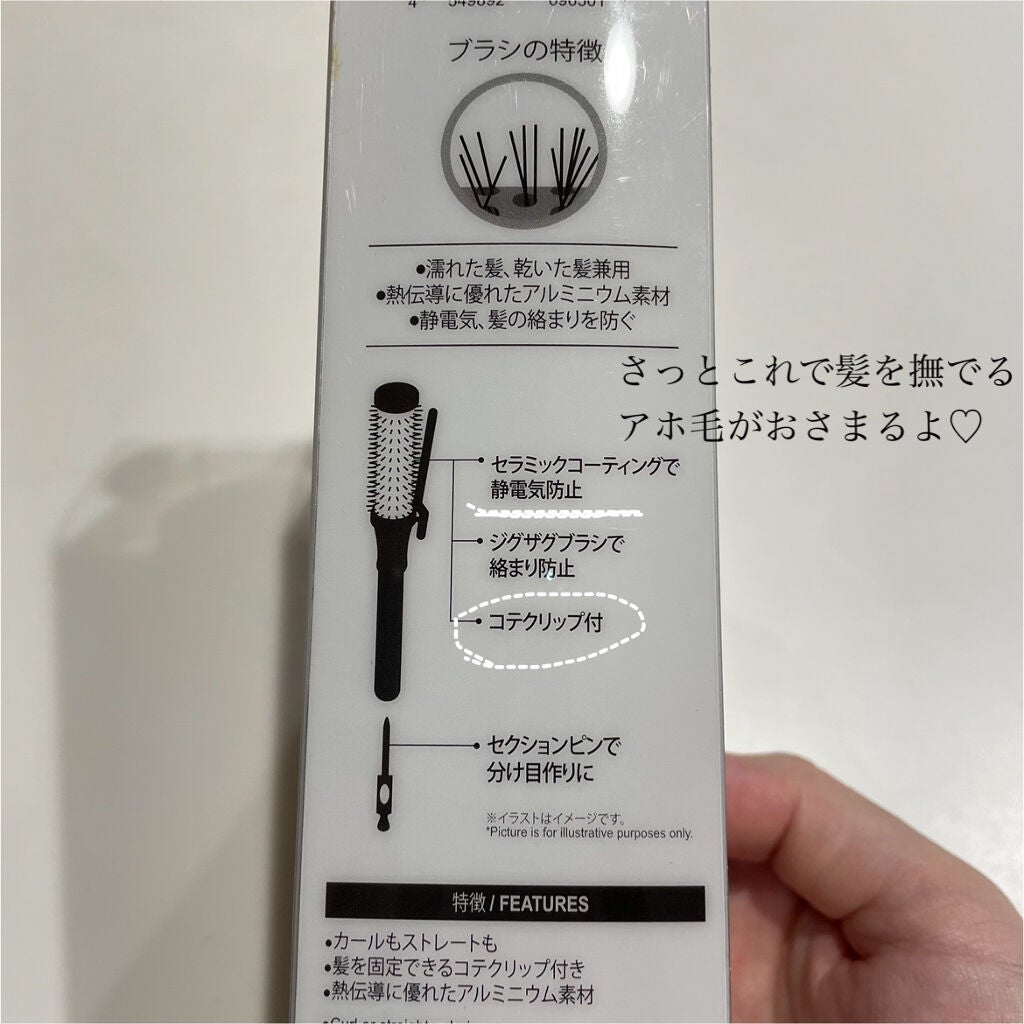 4 549892 096501
ブラシの特徴
●濡れた髪、乾いた髪兼用
●熱伝導に優れたアルミニウム素材
●静電気、髪の絡まりを防ぐ
さっとこれで髪を撫でる
アホ毛がおさまるよ♡
セラミックコーティングで
静電気防止
ジグザグブラシで
絡まり防止
コテクリップ付
セクションピンで
分け目作りに
※イラストはイメージです。
*Picture is for illustrative purposes only.
特徴 / FEATURES
●カールもストレートも
●髪を固定できるコテクリップ付き
●熱伝導に優れたアルミニウム素材